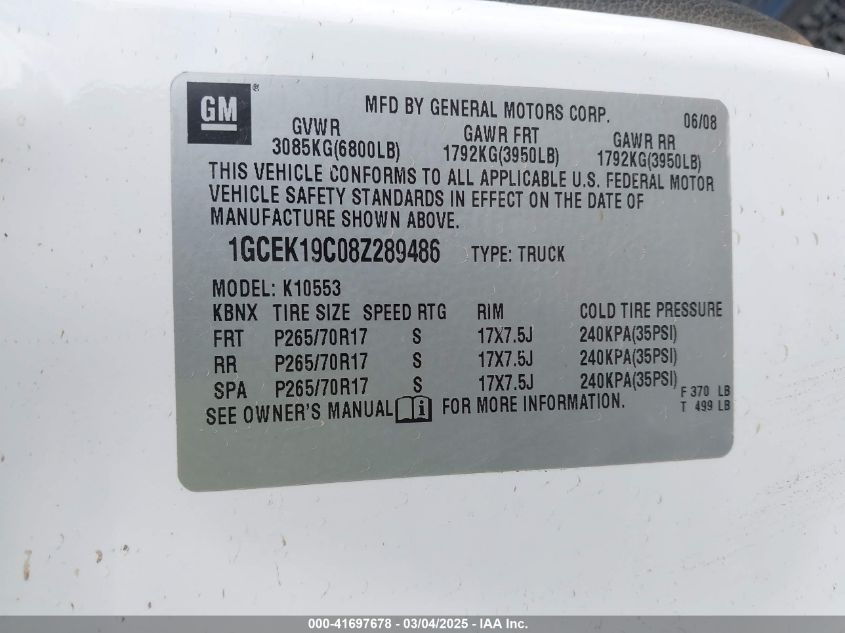 GM ®
MFD BY GENERAL MOTORS CORP. 06/08
GVWR GAWR FRT GAWR RR
3085KG(6800LB) 1792KG(3950LB) 1792KG(3950LB)
THIS VEHICLE CONFORMS TO ALL APPLICABLE U.S. FEDERAL MOTOR
VEHICLE SAFETY STANDARDS IN EFFECT ON THE DATE OF
MANUFACTURE SHOWN ABOVE.
1GCEK19C08Z289486 TYPE: TRUCK
MODEL: K10553
KBNX TIRE SIZE SPEED RTG RIM COLD TIRE PRESSURE
FRT P265/70R17 S 17X7.5J 240KPA(35PSI)
RR P265/70R17 S 17X7.5J 240KPA(35PSI)
SPA P265/70R17 S 17X7.5J 240KPA(35PSI)
F 370 LB
SEE OWNER'S MANUAL FOR MORE INFORMATION. T 499 LB
000-41697678 - 03/04/2025 - IAA Inc.